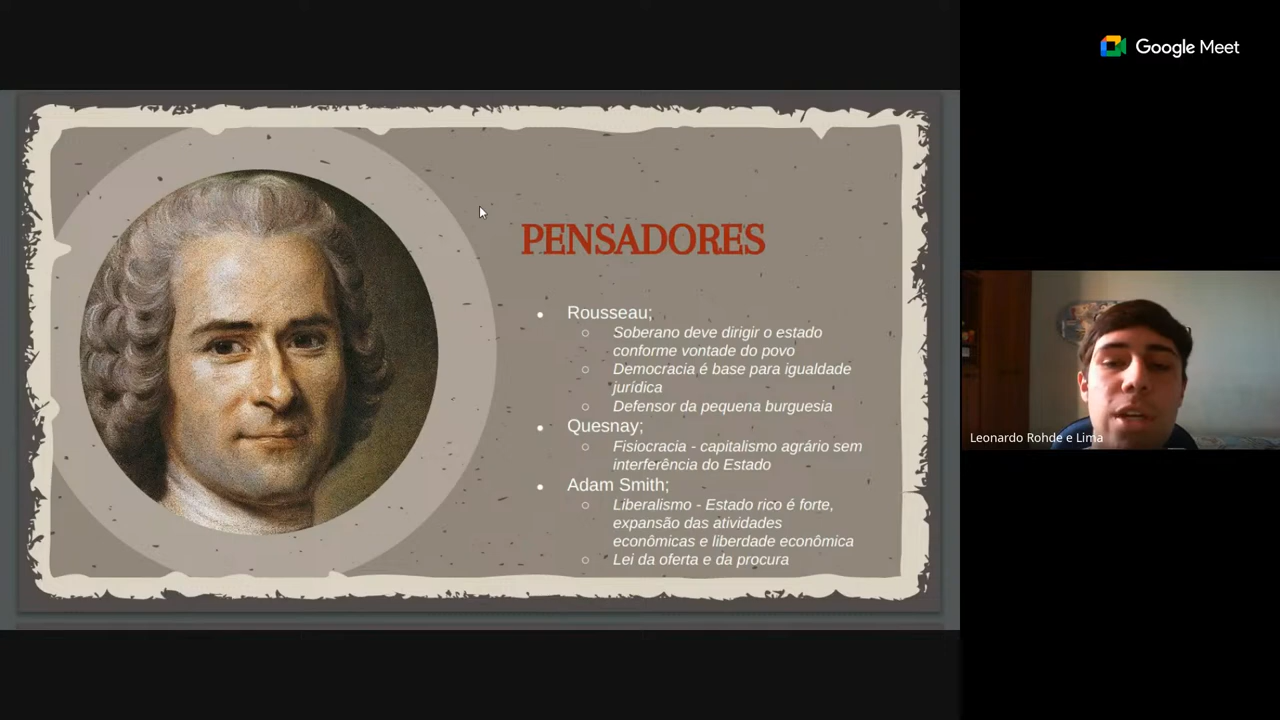 Google Meet
PENSADORES
● Rousseau;
○ Soberano deve dirigir o estado
conforme vontade do povo
○ Democracia é base para igualdade
jurídica
○ Defensor da pequena burguesia
● Quesnay;
○ Fisiocracia - capitalismo agrário sem
interferência do Estado
● Adam Smith;
○ Liberalismo - Estado rico é forte,
expansão das atividades
econômicas e liberdade econômica
○ Lei da oferta e da procura
Leonardo Rohde e Lima